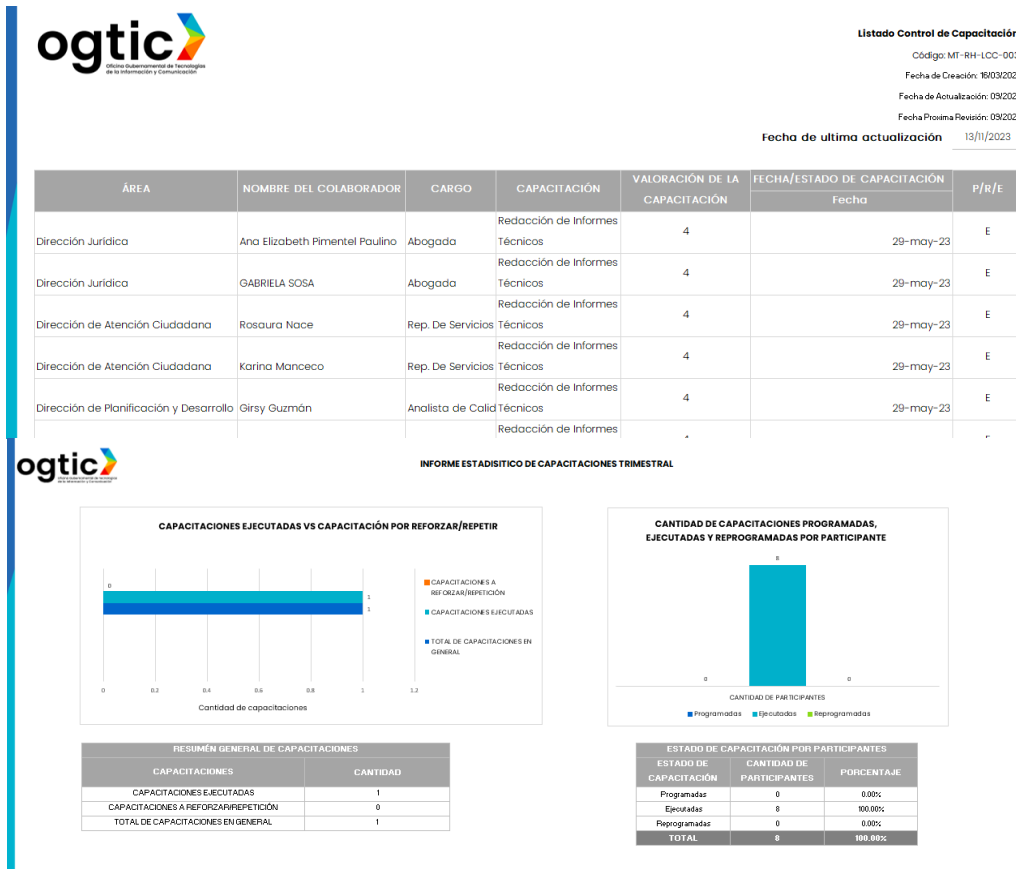 ogtic
Oficina Gubernamental de Tecnologías
de la Información y Comunicación
Listado Control de Capacitación
Código: MT-RH-LCC-003
Fecha de Creación: 16/03/202
Fecha de Actualización: 09/202
Fecha Proxima Revisión: 09/202
Fecha de ultima actualización 13/11/2023
ÁREA NOMBRE DEL COLABORADOR CARGO CAPACITACIÓN VALORACIÓN DE LA CAPACITACIÓN FECHA/ESTADO DE CAPACITACIÓN Fecha P/R/E
Dirección Jurídica Ana Elizabeth Pimentel Paulino Abogada Redacción de Informes Técnicos 4 29-may-23 E
Dirección Jurídica GABRIELA SOSA Abogada Redacción de Informes Técnicos 4 29-may-23 E
Dirección de Atención Ciudadana Rosaura Nace Rep. De Servicios Redacción de Informes Técnicos 4 29-may-23 E
Dirección de Atención Ciudadana Karina Manceco Rep. De Servicios Redacción de Informes Técnicos 4 29-may-23 E
Dirección de Planificación y Desarrollo Girsy Guzmán Analista de Calid Redacción de Informes Técnicos 4 29-may-23 E
Redacción de Informes
ogtic
INFORME ESTADISITICO DE CAPACITACIONES TRIMESTRAL
CAPACITACIONES EJECUTADAS VS CAPACITACIÓN POR REFORZAR/REPETIR
0
1
1
CAPACITACIONES A
REFORZAR/REPETICIÓN
CAPACITACIONES EJECUTADAS
TOTAL DE CAPACITACIONES EN
GENERAL
0 0.2 0.4 0.6 0.8 1 1.2
Cantidad de capacitaciones
CANTIDAD DE CAPACITACIONES PROGRAMADAS,
EJECUTADAS Y REPROGRAMADAS POR PARTICIPANTE
8
0 0
CANTIDAD DE PARTICIPANTES
Programadas Ejecutadas Reprogramadas
RESUMÉN GENERAL DE CAPACITACIONES
CAPACITACIONES CANTIDAD
CAPACITACIONES EJECUTADAS 1
CAPACITACIONES A REFORZAR/REPETICIÓN 0
TOTAL DE CAPACITACIONES EN GENERAL 1
ESTADO DE CAPACITACIÓN POR PARTICIPANTES
ESTADO DE CAPACITACIÓN CANTIDAD DE PARTICIPANTES PORCENTAJE
Programadas 0 0.00%
Ejecutadas 8 100.00%
Reprogramadas 0 0.00%
TOTAL 8 100.00%